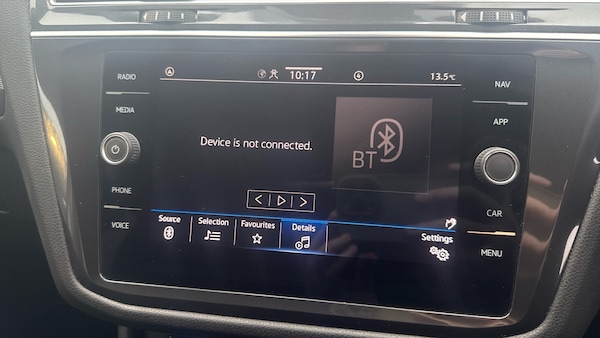 RADIO
10:17
13.5°C
NAV
MEDIA
APP
Device is not connected.
BT
PHONE
CAR
VOICE
Source
Selection
Favourites
Details
Settings
MENU